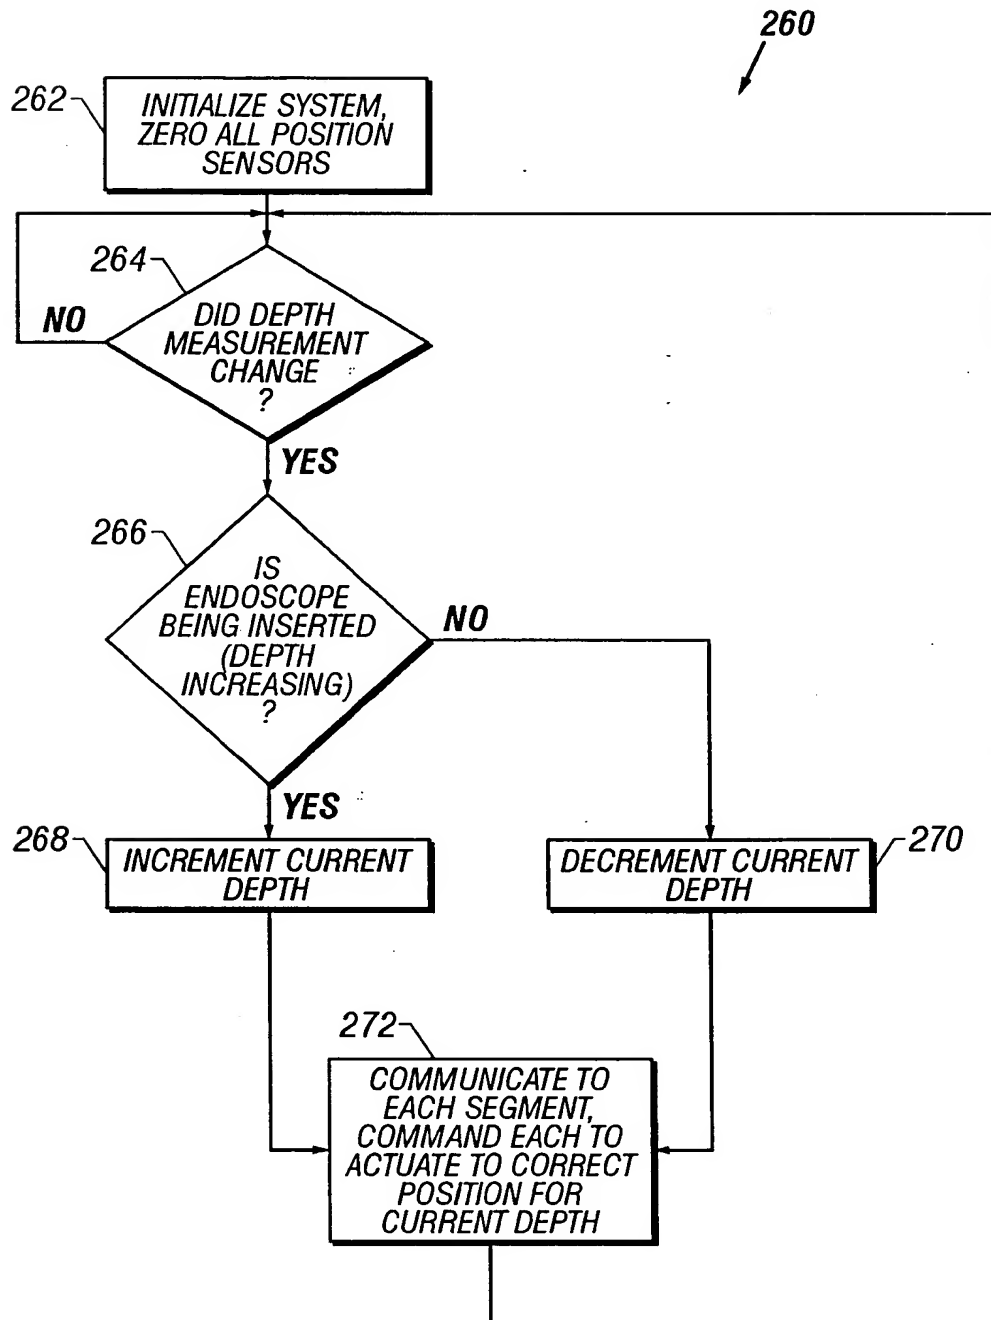 260
262
INITIALIZE SYSTEM,
ZERO ALL POSITION
SENSORS
264
NO
DID DEPTH
MEASUREMENT
CHANGE
?
YES
266
IS
ENDOSCOPE
BEING INSERTED
(DEPTH
INCREASING)
?
NO
YES
268
INCREMENT CURRENT
DEPTH
DECREMENT CURRENT
DEPTH
270
272
COMMUNICATE TO
EACH SEGMENT,
COMMAND EACH TO
ACTUATE TO CORRECT
POSITION FOR
CURRENT DEPTH